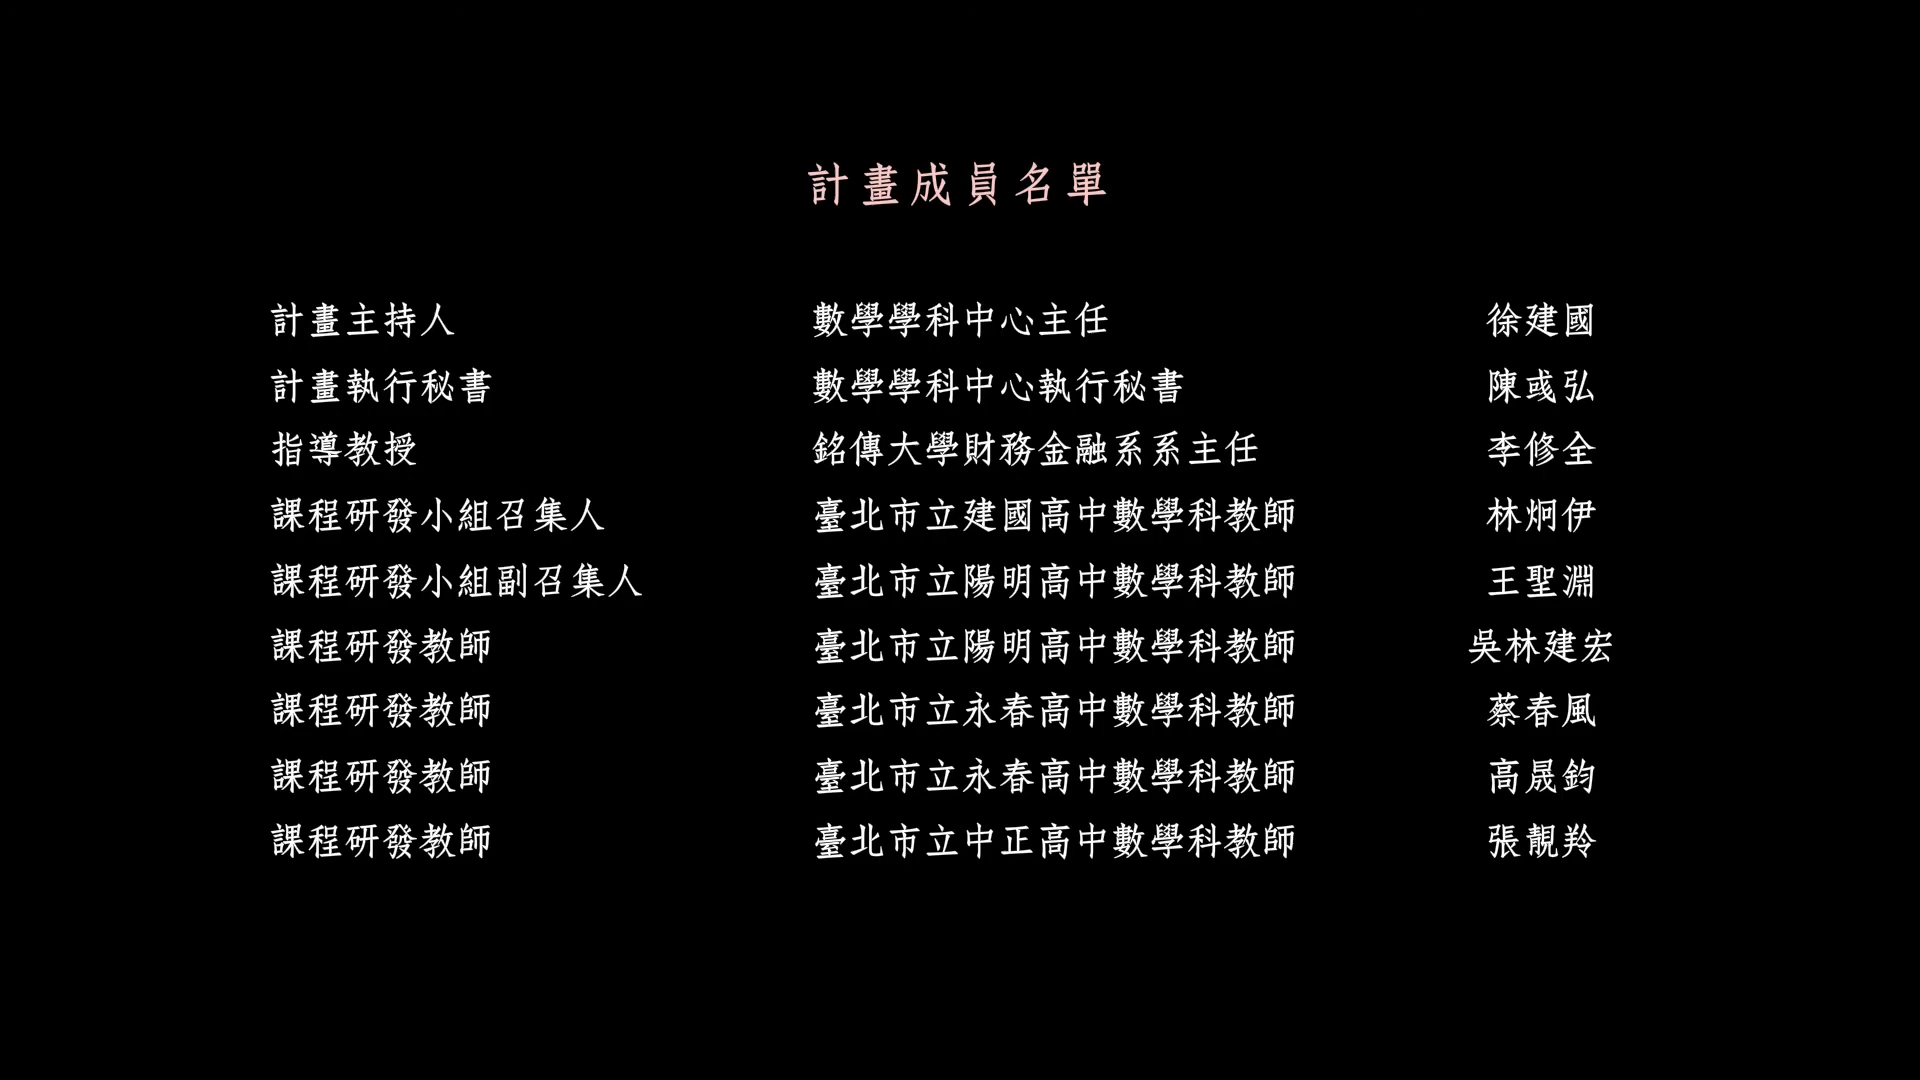 計畫成員名單
計畫主持人 數學學科中心主任 徐建國
計畫執行秘書 數學學科中心執行秘書 陳彧弘
指導教授 銘傳大學財務金融系系主任 李修全
課程研發小組召集人 臺北市立建國高中數學科教師 林炯伊
課程研發小組副召集人 臺北市立陽明高中數學科教師 王聖淵
課程研發教師 臺北市立陽明高中數學科教師 吳林建宏
課程研發教師 臺北市立永春高中數學科教師 蔡春風
課程研發教師 臺北市立永春高中數學科教師 高晟鈞
課程研發教師 臺北市立中正高中數學科教師 張靚羚